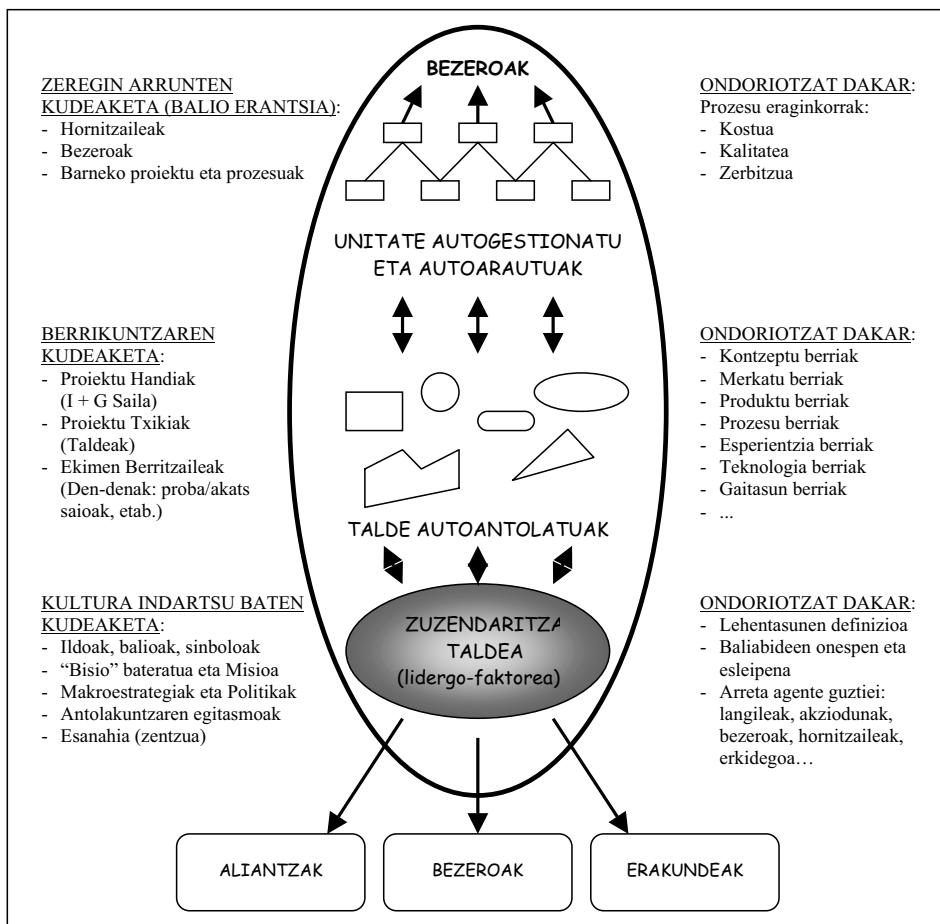 BEZEROAK
ZEREGIN ARRUNTEN
KUDEAKETA (BALIO ERANTSIA):
- Hornitzaileak
- Bezeroak
- Barneko proiektu eta prozesuak
ONDORIOTZAT DAKAR:
Prozesu eraginkorrak:
- Kostua
- Kalitatea
- Zerbitzua
UNITATE AUTOGESTIONATU
ETA AUTOARAUTUAK
BERRIKUNTZAREN
KUDEAKETA:
- Proiektu Handiak
(I + G Saila)
- Proiektu Txikiak
(Taldeak)
- Ekimen Berritzaileak
(Den-denak: proba/akats
saioak, etab.)
ONDORIOTZAT DAKAR:
- Kontzeptu berriak
- Merkatu berriak
- Produktu berriak
- Prozesu berriak
- Esperientzia berriak
- Teknologia berriak
- Gaitasun berriak
- ...
TALDE AUTOANTOLATUAK
KULTURA INDARTSU BATEN
KUDEAKETA:
- Ildoak, balioak, sinboloak
- “Bisio” bateratua eta Misioa
- Makroestrategiak eta Politikak
- Antolakuntzaren egitasmoak
- Esanahia (zentzua)
ZUZENDARITZA
TALDEA
(lidergo-faktorea)
ONDORIOTZAT DAKAR:
- Lehentasunen definizioa
- Baliabideen onespen eta
esleipena
- Arreta agente guztiei:
langileak, akziodunak,
bezeroak, hornitzaileak,
erkidegoa…
ALIANTZAK
BEZEROAK
ERAKUNDEAK